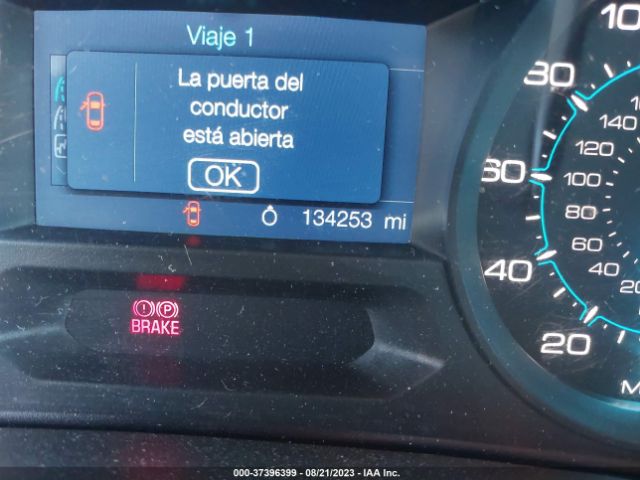 Viaje 1
La puerta del
conductor
está abierta
OK
134253 mi
BRAKE
80
60
40
20
140
120
100
80
60
40
000-37396399 • 08/21/2023 • IAA Inc.